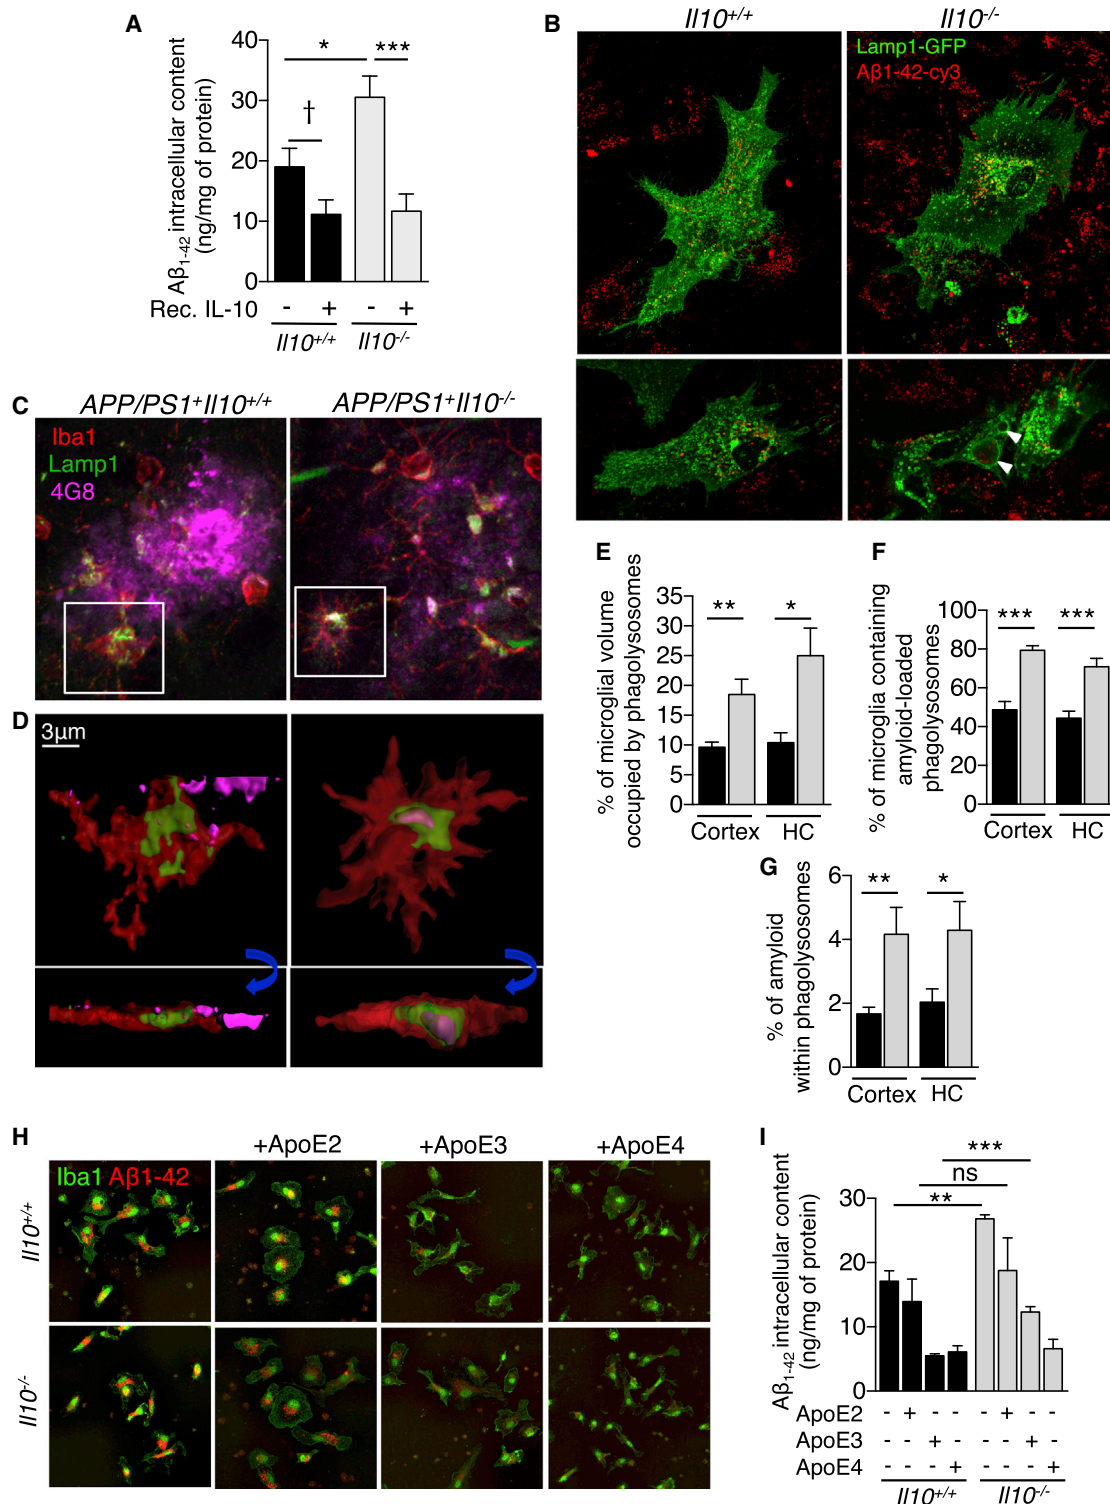 A
Aβ1-42 intracellular content
(ng/mg of protein)
40
30
20
10
0
*
***
†
Rec. IL-10 - + - +
Il10+/+ Il10-/-
B
Il10+/+ Il10-/-
Lamp1-GFP
Aβ1-42-cy3
C
APP/PS1+Il10+/+ APP/PS1+Il10-/-
Iba1
Lamp1
4G8
D
3μm
E
% of microglial volume
occupied by phagolysosomes
35
30
25
20
15
10
5
0
** *
Cortex HC
F
% of microglia containing
amyloid-loaded
phagolysosomes
100
80
60
40
20
0
*** ***
Cortex HC
G
% of amyloid
within phagolysosomes
6
4
2
0
** *
Cortex HC
H
+ApoE2 +ApoE3 +ApoE4
Iba1 Aβ1-42
Il10+/+
Il10-/-
I
Aβ1-42 intracellular content
(ng/mg of protein)
30
20
10
0
***
ns
**
ApoE2 - + - - - + - -
ApoE3 - - + - - - + -
ApoE4 - - - + - - - +
Il10+/+ Il10-/-